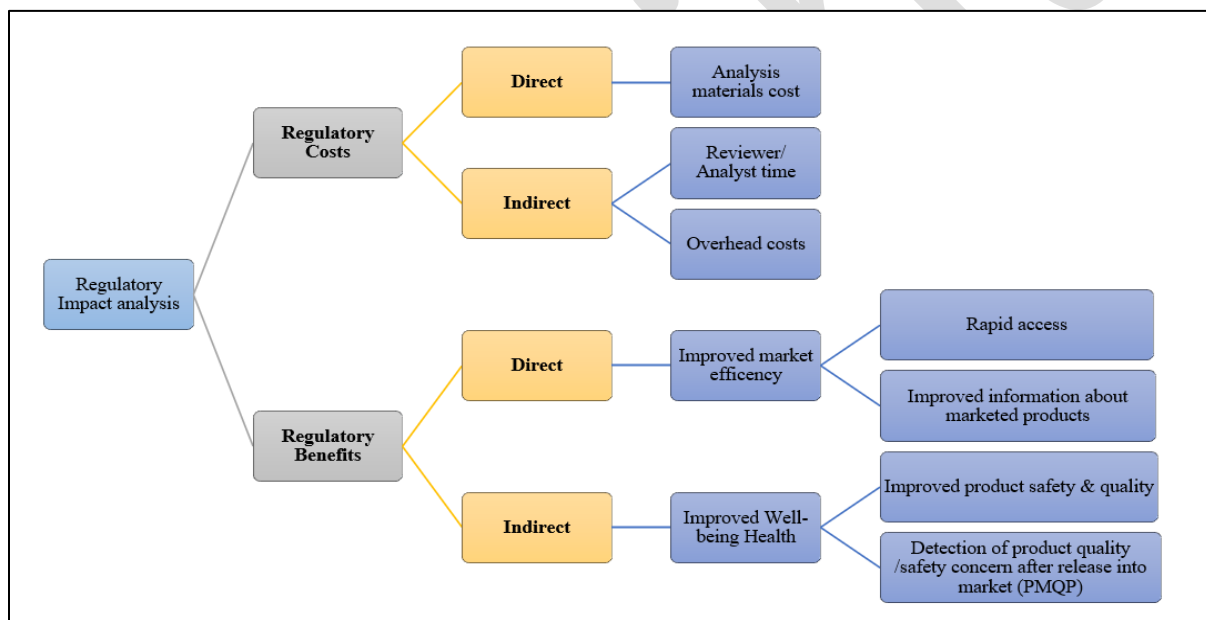 Regulatory
Impact analysis
Regulatory
Costs
Direct
Analysis
materials cost
Indirect
Reviewer/
Analyst time
Overhead costs
Regulatory
Benefits
Direct
Improved market
efficency
Rapid access
Improved information about
marketed products
Indirect
Improved Well-
being Health
Improved product safety & quality
Detection of product quality
/safety concern after release into
market (PMQP)